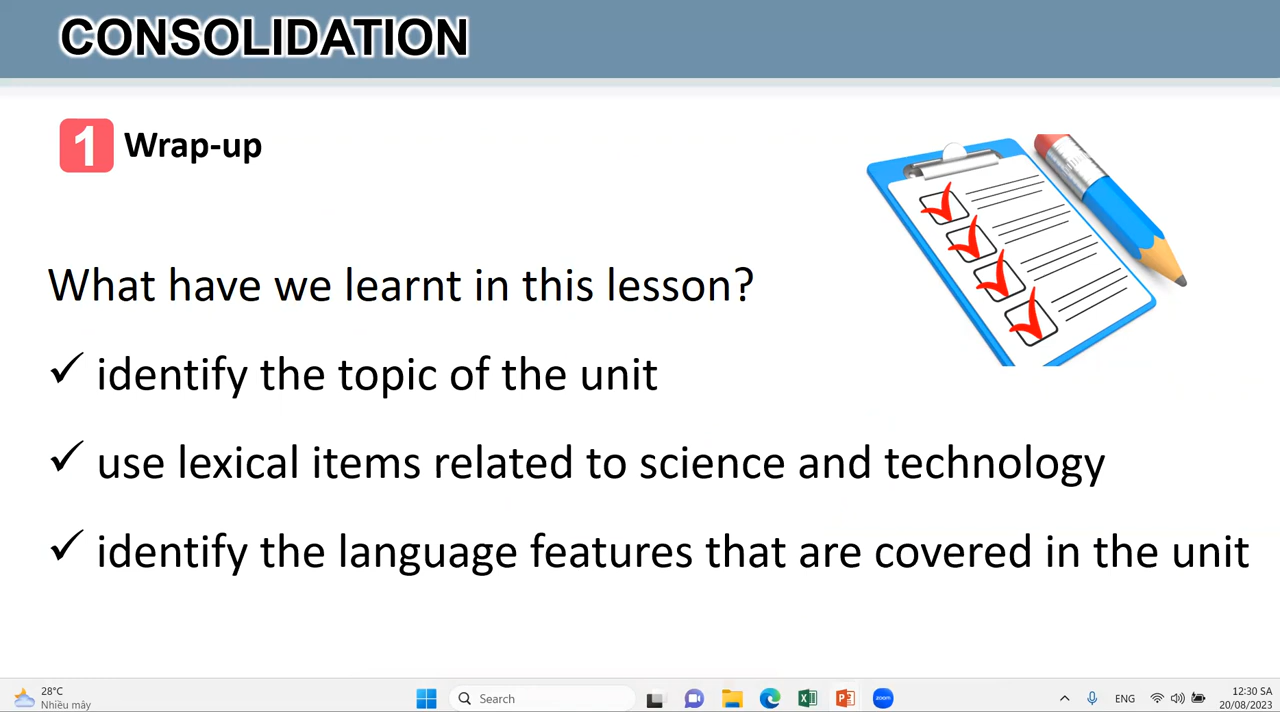 CONSOLIDATION
1 Wrap-up
What have we learnt in this lesson?
✓ identify the topic of the unit
✓ use lexical items related to science and technology
✓ identify the language features that are covered in the unit
28°C
Nhiều mây
Search
zoom
ENG
12:30 SA
20/08/2023